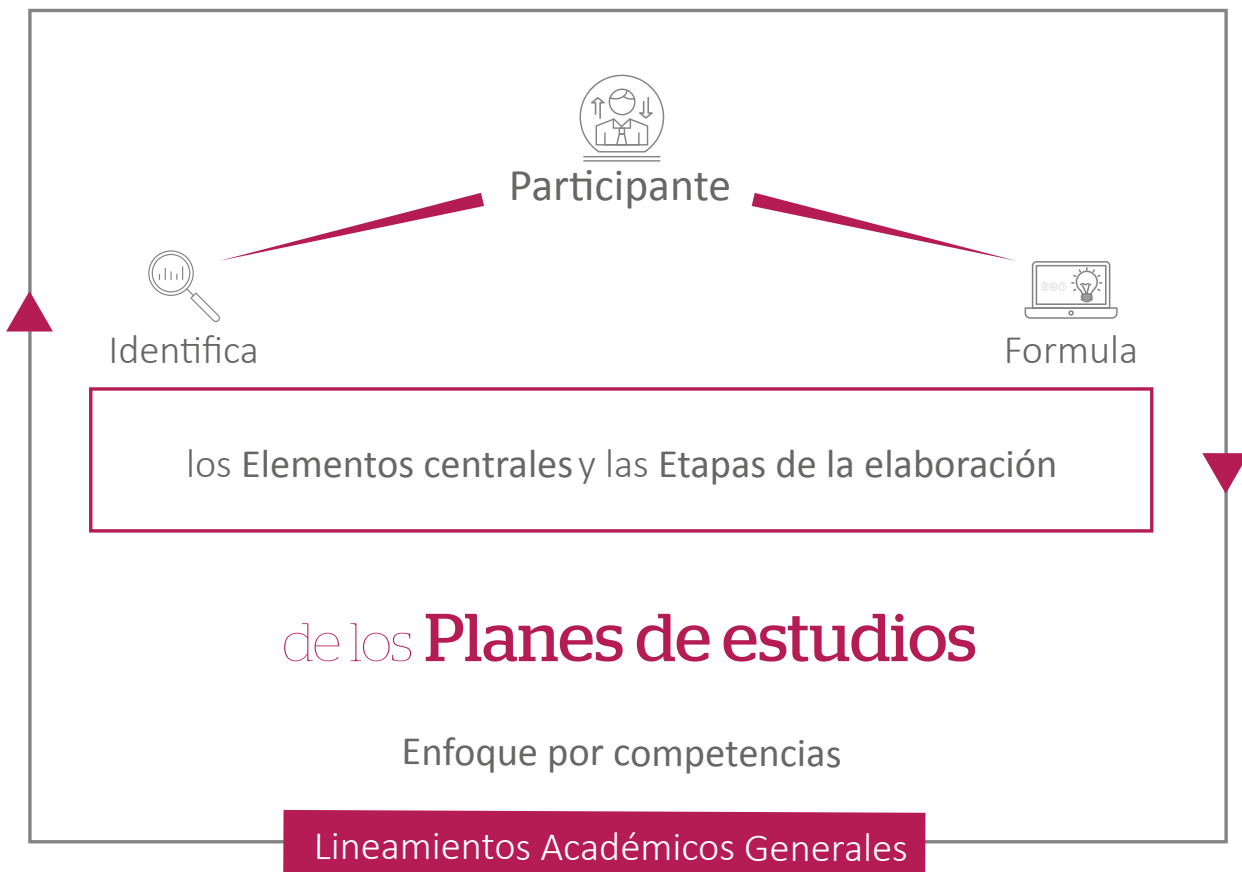 Participante
Identifica
Formula
los Elementos centrales y las Etapas de la elaboración
de los Planes de estudios
Enfoque por competencias
Lineamientos Académicos Generales